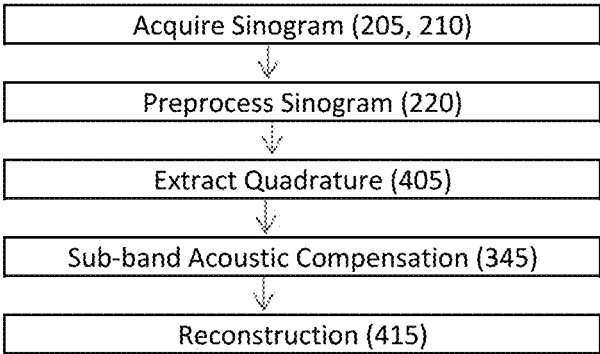 Acquire Sinogram (205, 210)
Preprocess Sinogram (220)
Extract Quadrature (405)
Sub-band Acoustic Compensation (345)
Reconstruction (415)